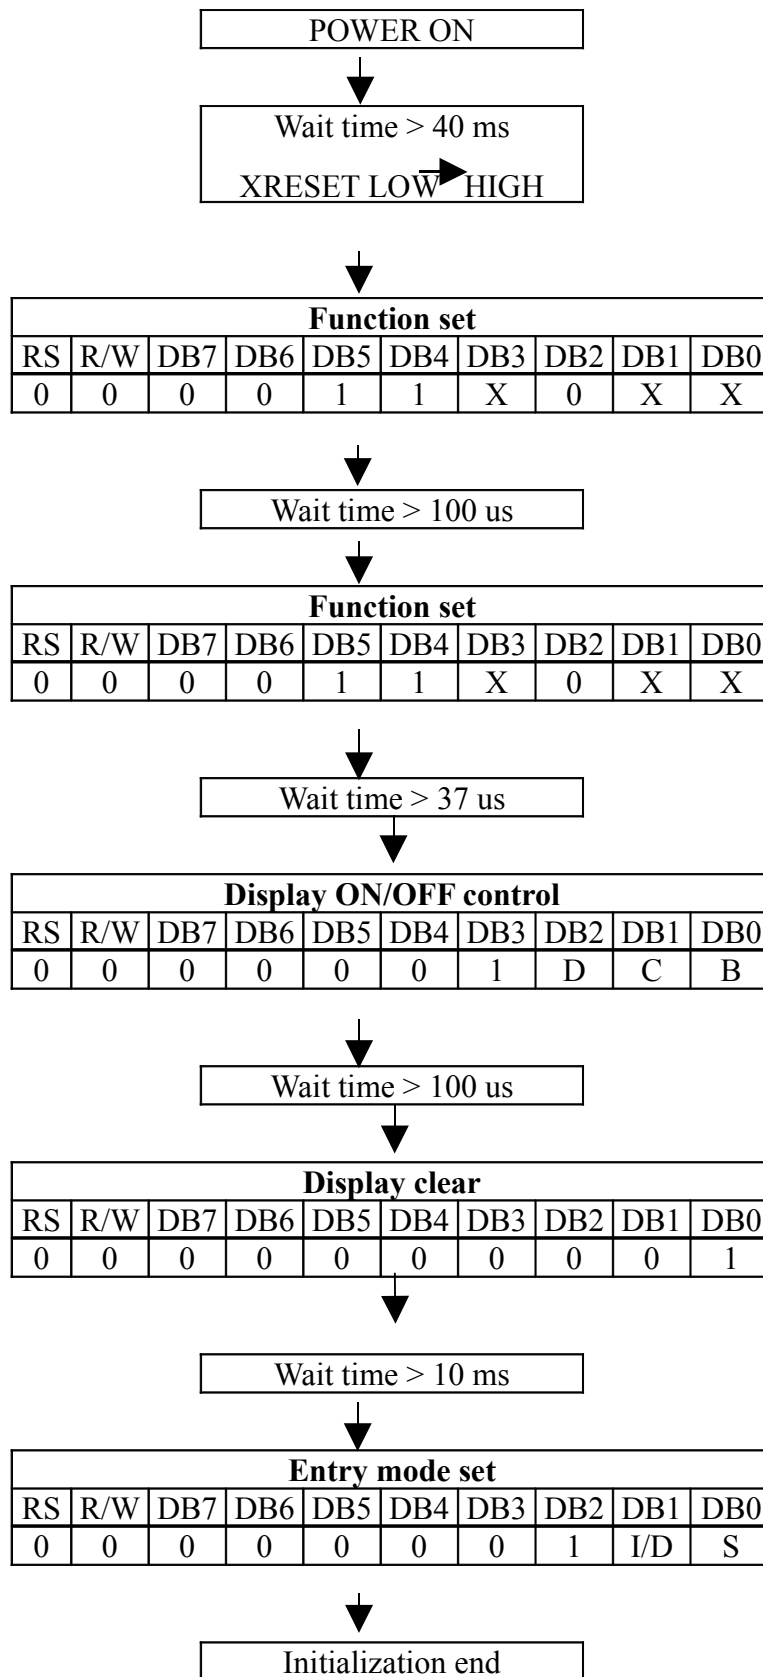 POWER ON
Wait time > 40 ms
XRESET LOW HIGH
Function set
RS R/W DB7 DB6 DB5 DB4 DB3 DB2 DB1 DB0
0 0 0 0 1 1 X 0 X X
Wait time > 100 us
Function set
RS R/W DB7 DB6 DB5 DB4 DB3 DB2 DB1 DB0
0 0 0 0 1 1 X 0 X X
Wait time > 37 us
Display ON/OFF control
RS R/W DB7 DB6 DB5 DB4 DB3 DB2 DB1 DB0
0 0 0 0 0 0 1 D C B
Wait time > 100 us
Display clear
RS R/W DB7 DB6 DB5 DB4 DB3 DB2 DB1 DB0
0 0 0 0 0 0 0 0 0 1
Wait time > 10 ms
Entry mode set
RS R/W DB7 DB6 DB5 DB4 DB3 DB2 DB1 DB0
0 0 0 0 0 0 0 1 I/D S
Initialization end